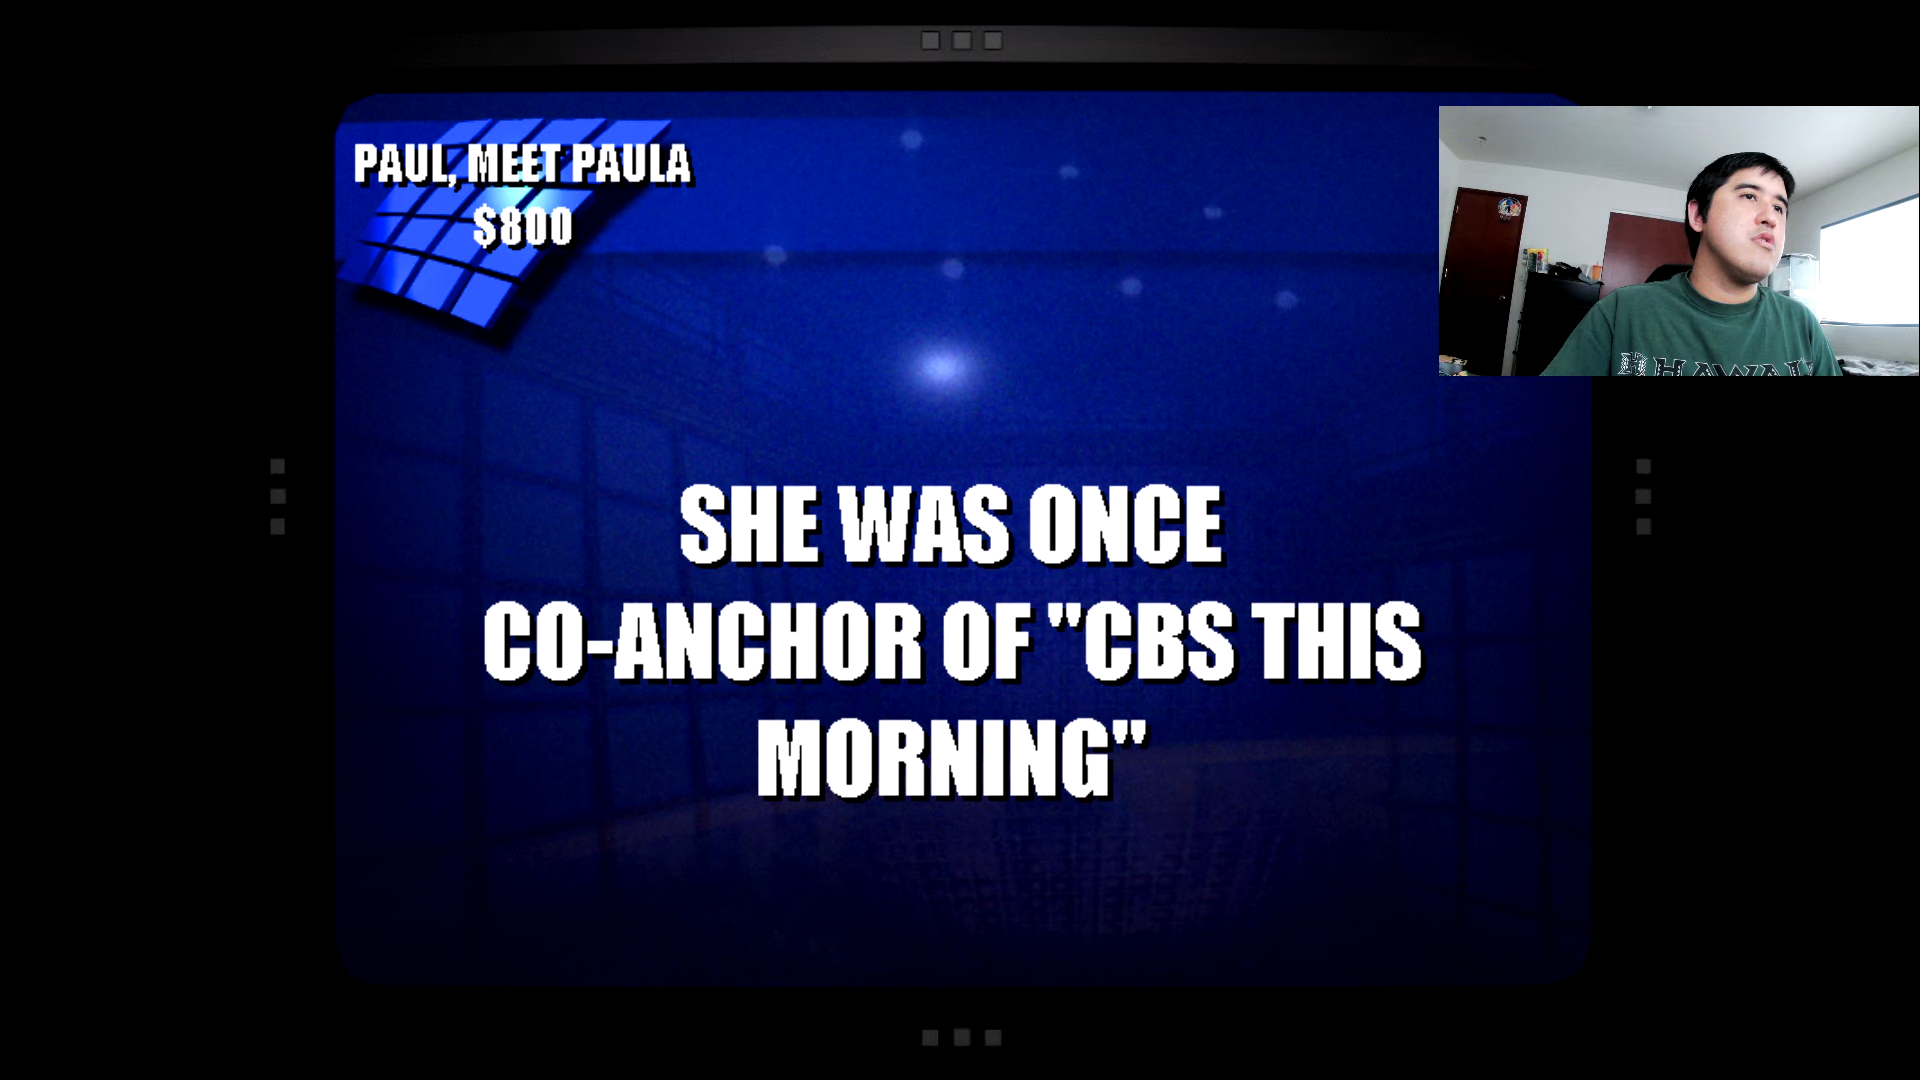 PAUL, MEET PAULA
$800
SHE WAS ONCE
CO-ANCHOR OF "CBS THIS
MORNING"